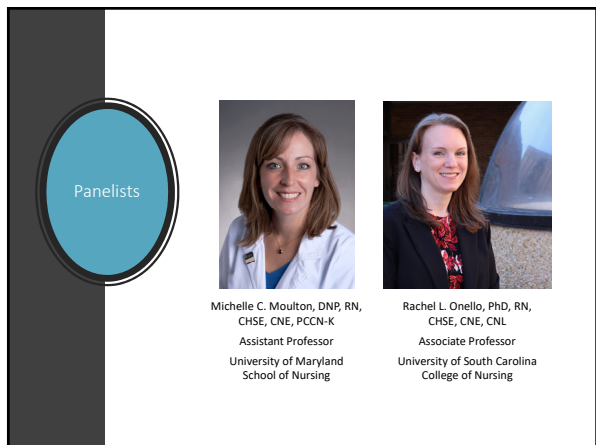 Panelists
Michelle C. Moulton, DNP, RN,
CHSE, CNE, PCCN-K
Assistant Professor
University of Maryland
School of Nursing
Rachel L. Onello, PhD, RN,
CHSE, CNE, CNL
Associate Professor
University of South Carolina
College of Nursing